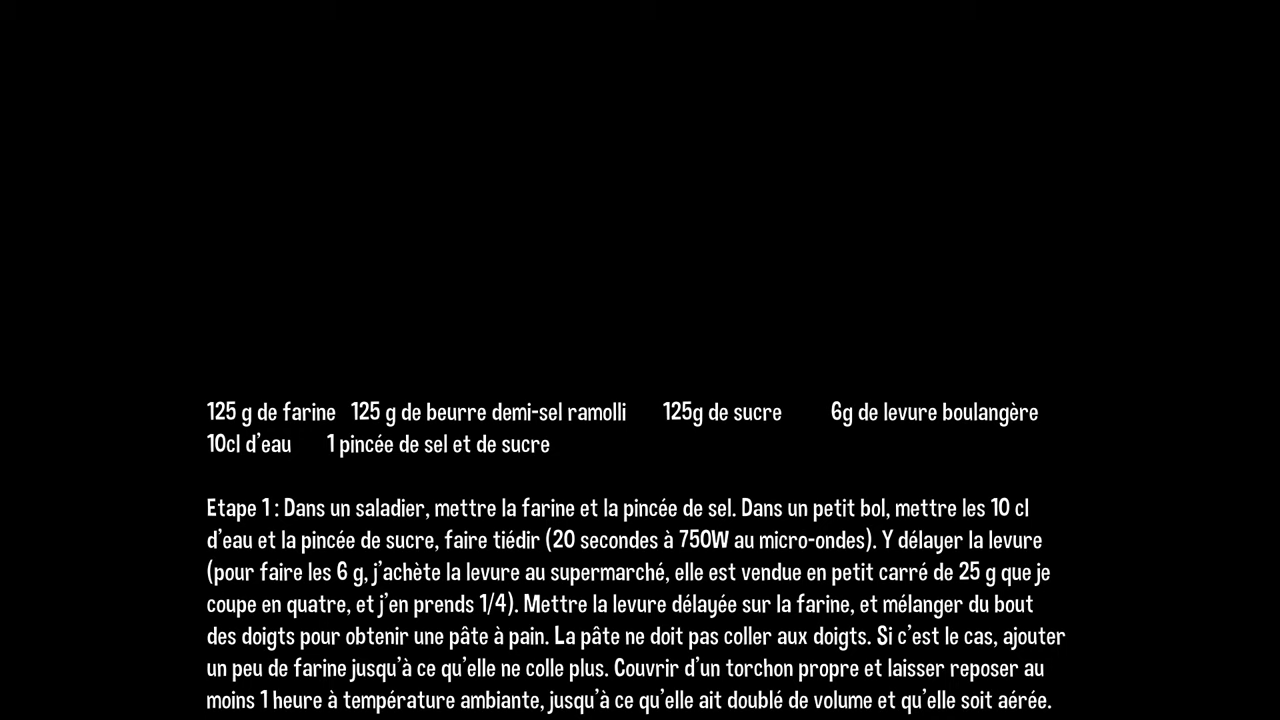 125 g de farine 125 g de beurre demi-sel ramolli 125g de sucre 6g de levure boulangère
10cl d'eau 1 pincée de sel et de sucre
Etape 1 : Dans un saladier, mettre la farine et la pincée de sel. Dans un petit bol, mettre les 10 cl
d'eau et la pincée de sucre, faire tiédir (20 secondes à 750W au micro-ondes). Y délayer la levure
(pour faire les 6 g, j'achète la levure au supermarché, elle est vendue en petit carré de 25 g que je
coupe en quatre, et j'en prends 1/4). Mettre la levure délayée sur la farine, et mélanger du bout
des doigts pour obtenir une pâte à pain. La pâte ne doit pas coller aux doigts. Si c'est le cas, ajouter
un peu de farine jusqu'à ce qu'elle ne colle plus. Couvrir d'un torchon propre et laisser reposer au
moins 1 heure à température ambiante, jusqu'à ce qu'elle ait doublé de volume et qu'elle soit aérée.